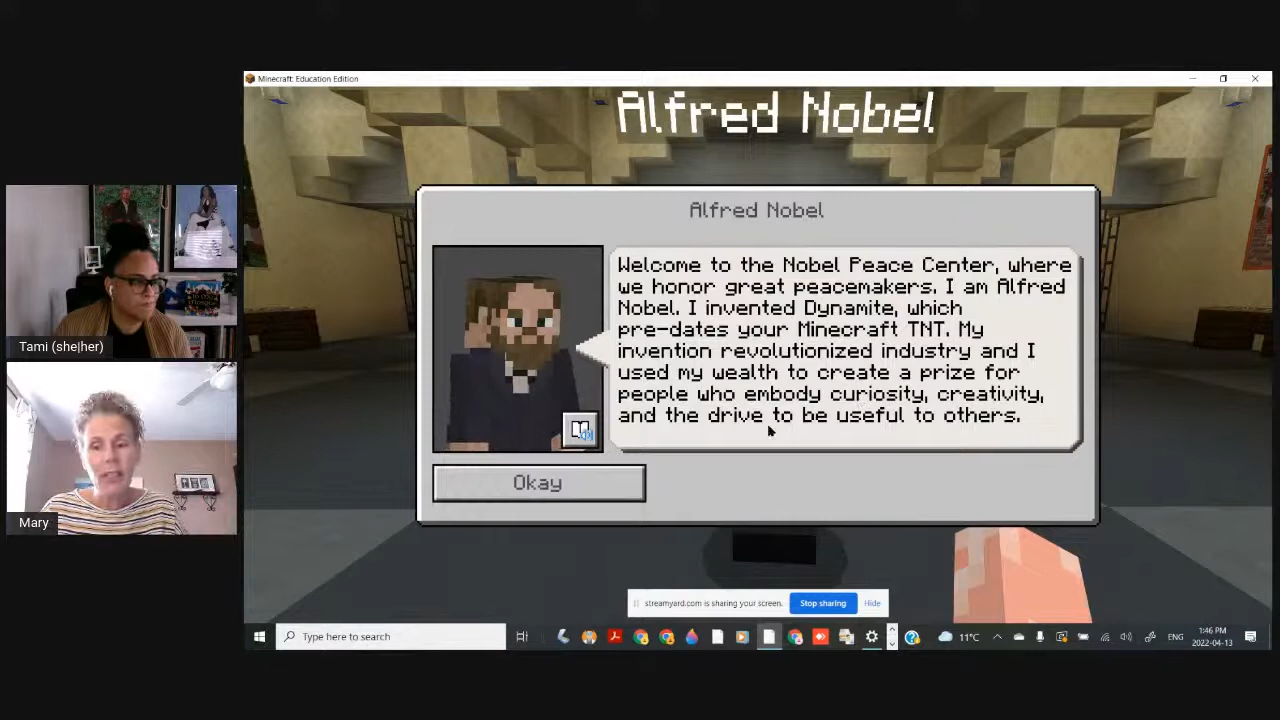 Minecraft: Education Edition
Alfred Nobel
Alfred Nobel
Welcome to the Nobel Peace Center, where
we honor great peacemakers. I am Alfred
Nobel. I invented Dynamite, which
pre-dates your Minecraft TNT. My
invention revolutionized industry and I
used my wealth to create a prize for
people who embody curiosity, creativity,
and the drive to be useful to others.
Okay
Tami (she|her)
Mary
streamyard.com is sharing your screen.
Stop sharing
Hide
Type here to search
11°C
ENG
1:46 PM
2022-04-13